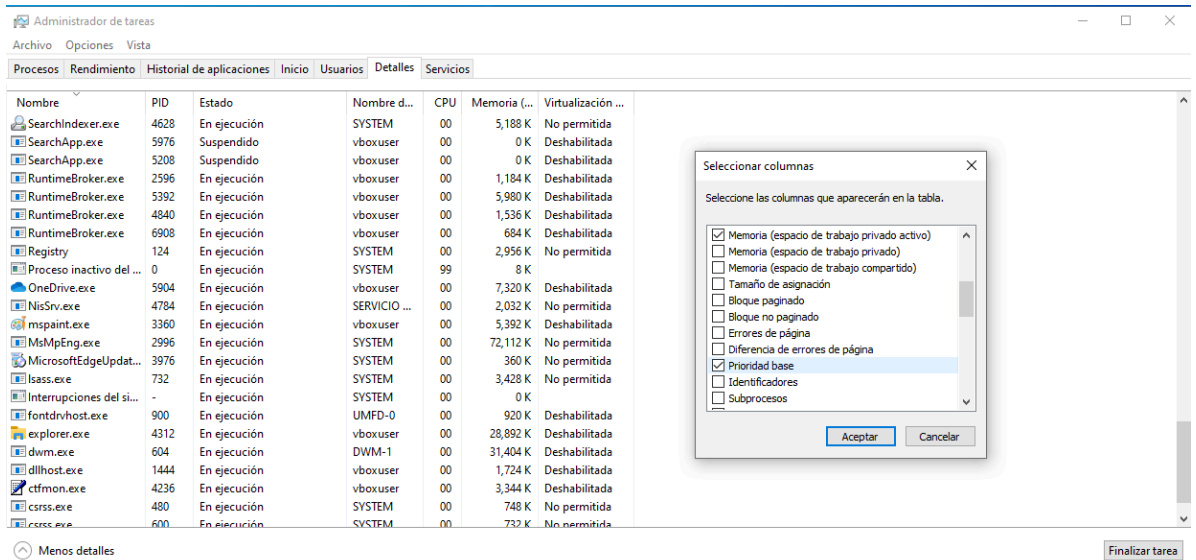 Administrador de tareas
Archivo Opciones Vista
Procesos Rendimiento Historial de aplicaciones Inicio Usuarios Detalles Servicios
Nombre PID Estado Nombre d... CPU Memoria (... Virtualización ...
SearchIndexer.exe 4628 En ejecución SYSTEM 00 5,188 K No permitida
SearchApp.exe 5976 Suspendido vboxuser 00 0 K Deshabilitada
SearchApp.exe 5208 Suspendido vboxuser 00 0 K Deshabilitada
RuntimeBroker.exe 2596 En ejecución vboxuser 00 1,184 K Deshabilitada
RuntimeBroker.exe 5392 En ejecución vboxuser 00 5,980 K Deshabilitada
RuntimeBroker.exe 4840 En ejecución vboxuser 00 1,536 K Deshabilitada
RuntimeBroker.exe 6908 En ejecución vboxuser 00 684 K Deshabilitada
Registry 124 En ejecución SYSTEM 00 2,956 K No permitida
Proceso inactivo del ... 0 En ejecución SYSTEM 99 8 K
OneDrive.exe 5904 En ejecución vboxuser 00 7,320 K Deshabilitada
NisSrv.exe 4784 En ejecución SERVICIO ... 00 2,032 K No permitida
mspaint.exe 3360 En ejecución vboxuser 00 5,392 K Deshabilitada
MsMpEng.exe 2996 En ejecución SYSTEM 00 72,112 K No permitida
MicrosoftEdgeUpdat... 3976 En ejecución SYSTEM 00 360 K No permitida
lsass.exe 732 En ejecución SYSTEM 00 3,428 K No permitida
Interrupciones del si... - En ejecución SYSTEM 00 0 K
fontdrvhost.exe 900 En ejecución UMFD-0 00 920 K Deshabilitada
explorer.exe 4312 En ejecución vboxuser 00 28,892 K Deshabilitada
dwm.exe 604 En ejecución DWM-1 00 31,404 K Deshabilitada
dllhost.exe 1444 En ejecución vboxuser 00 1,724 K Deshabilitada
ctfmon.exe 4236 En ejecución vboxuser 00 3,344 K Deshabilitada
csrss.exe 480 En ejecución SYSTEM 00 748 K No permitida
csrss.exe 600 En ejecución SYSTEM 00 732 K No permitida
Seleccionar columnas
Seleccione las columnas que aparecerán en la tabla.
Memoria (espacio de trabajo privado activo)
Memoria (espacio de trabajo privado)
Memoria (espacio de trabajo compartido)
Tamaño de asignación
Bloque paginado
Bloque no paginado
Errores de página
Diferencia de errores de página
Prioridad base
Identificadores
Subprocesos
Aceptar Cancelar
Menos detalles
Finalizar tarea